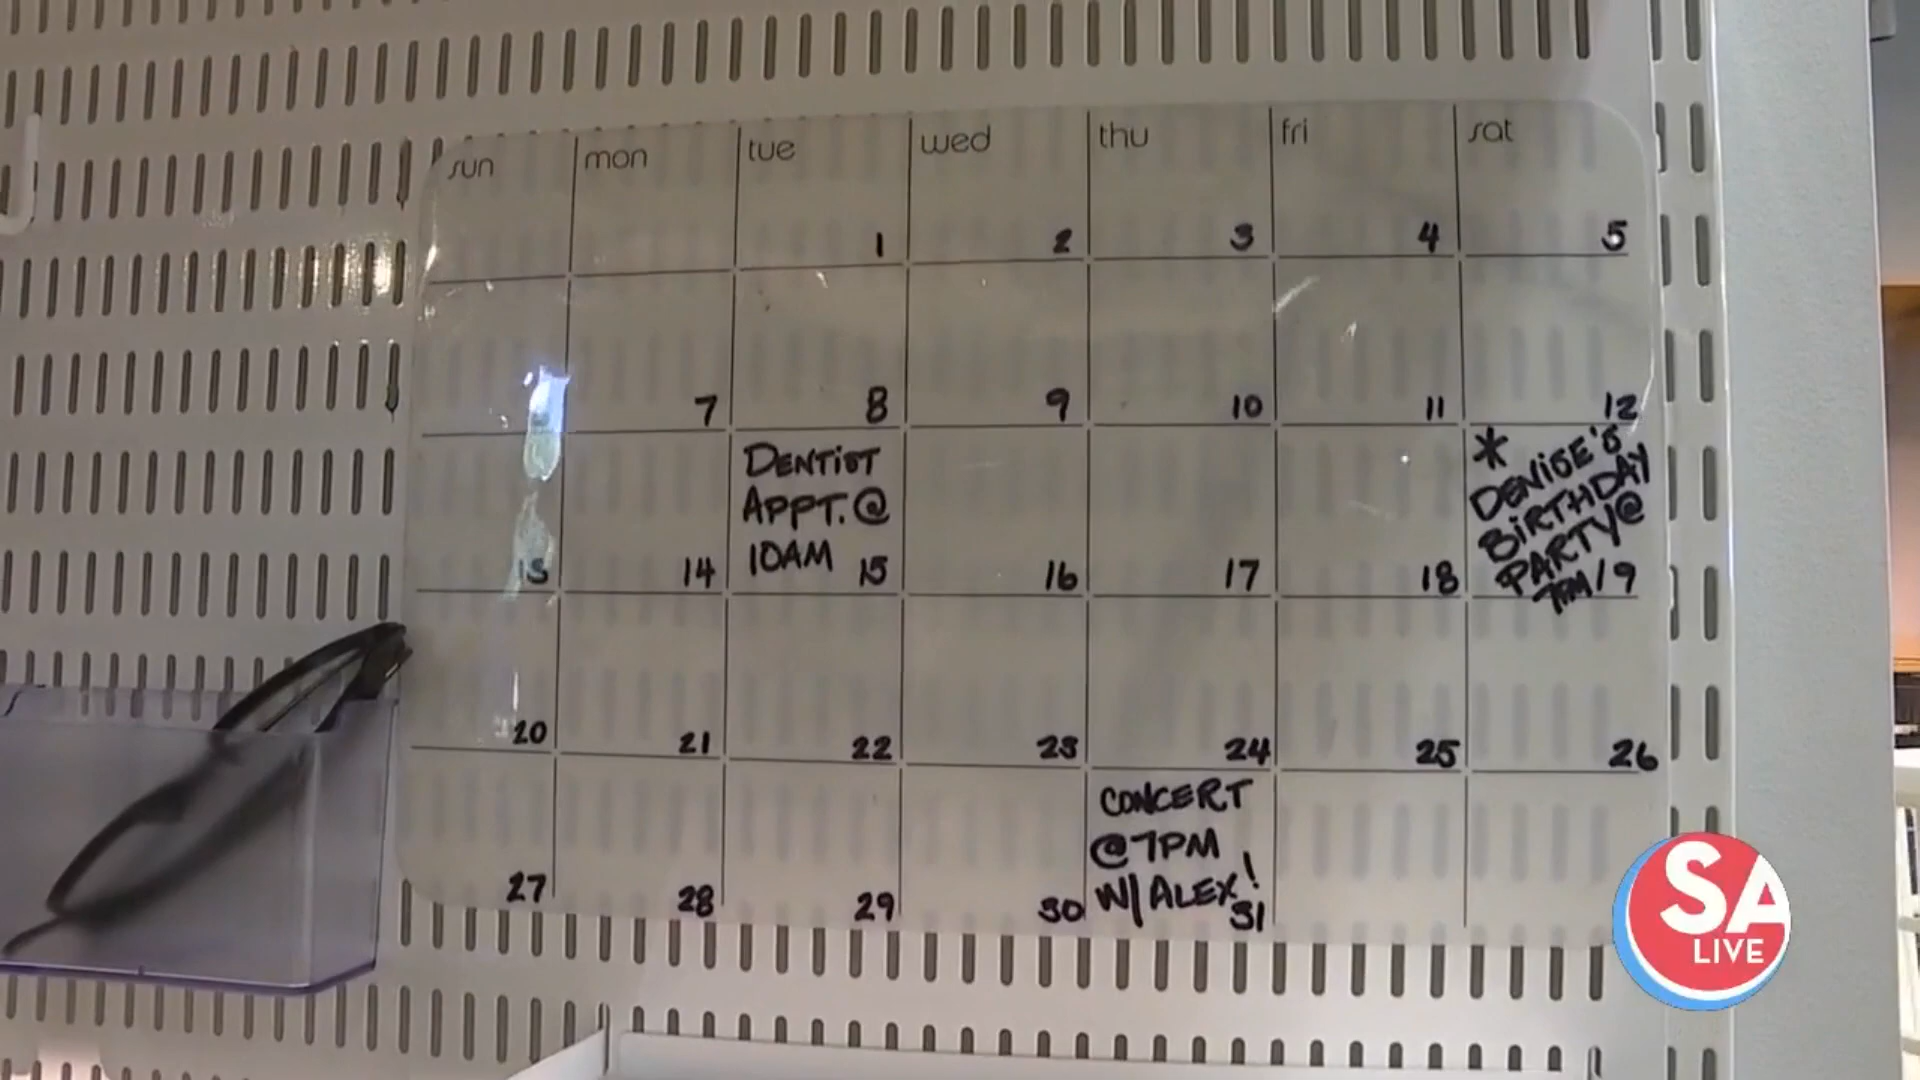 sun mon tue wed thu fri sat
1 2 3 4 5
7 8 9 10 11 12
DENTIST
APPT. @
10AM
* DENISE'S
BIRTHDAY
PARTY @
7PM
13 14 15 16 17 18 19
20 21 22 23 24 25 26
CONCERT
@ 7PM
W/ ALEX!
27 28 29 30 31
SA
LIVE